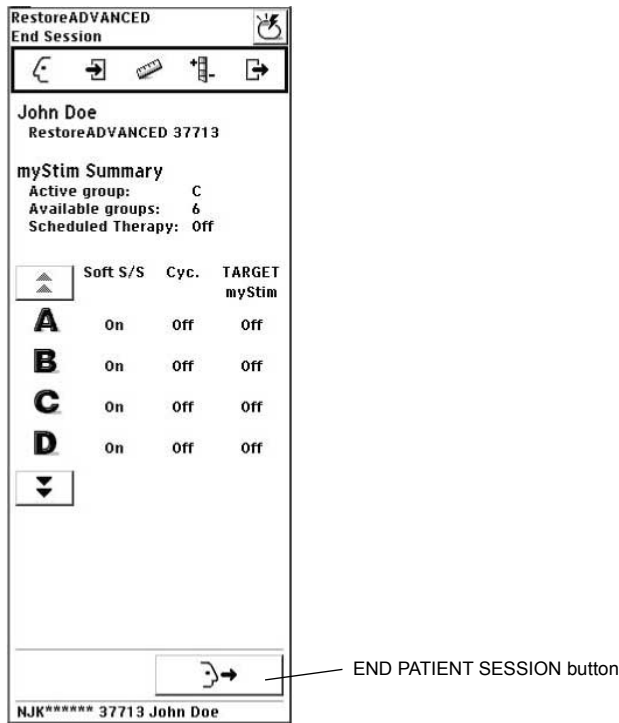 RestoreADVANCED
End Session
John Doe
RestoreADVANCED 37713
myStim Summary
Active group: C
Available groups: 6
Scheduled Therapy: Off
Soft S/S Cyc. TARGET
myStim
A On Off Off
B On Off Off
C On Off Off
D On Off Off
END PATIENT SESSION button
NJK****** 37713 John Doe